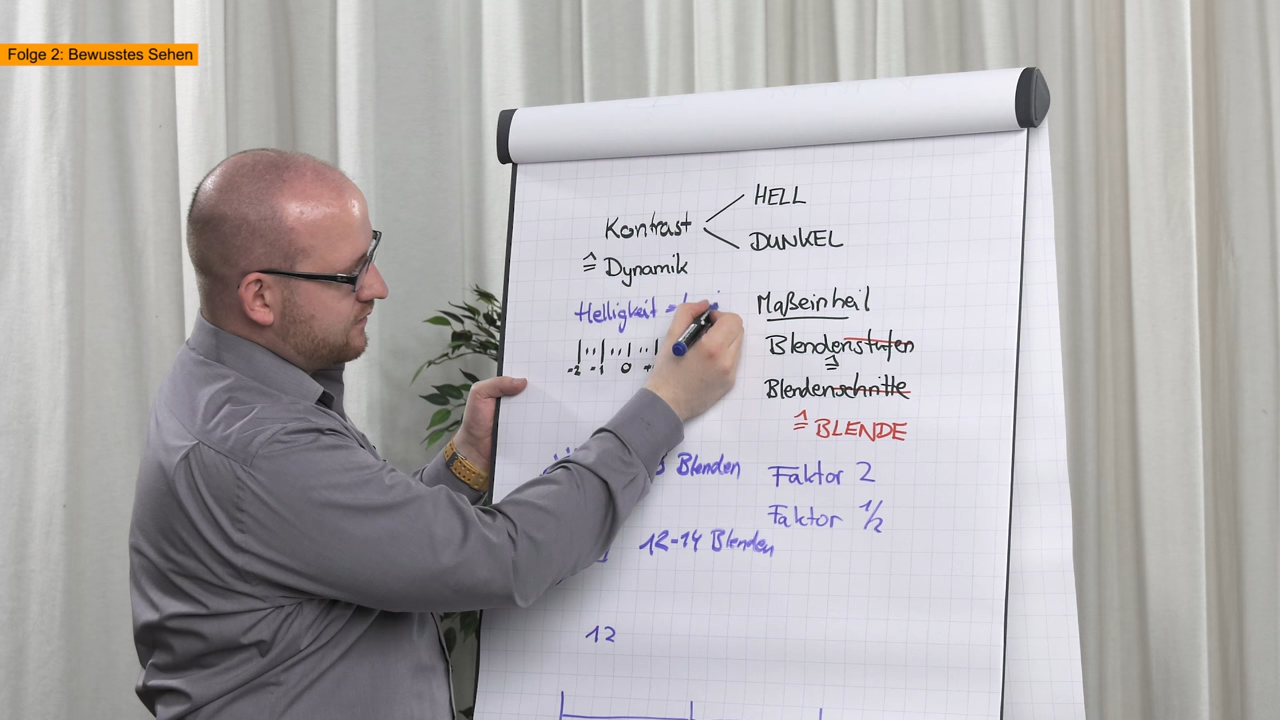 Folge 2: Bewusstes Sehen
HELL
Kontrast
DUNKEL
≙ Dynamik
Helligkeit =
Maßeinheit
Blendenstufen
≙
Blendenschritte
≙ BLENDE
-2 -1 0
Blenden
Faktor 2
Faktor 1/2
12-14 Blenden
12